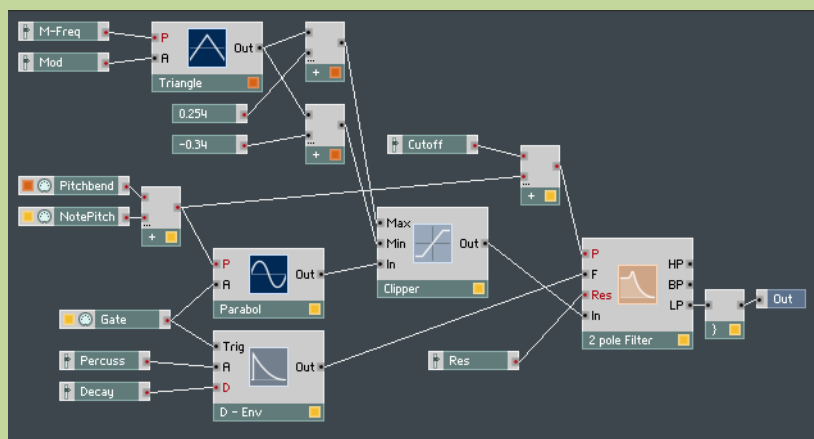 M-Freq
Mod
P
A
Out
Triangle
...
+
0.254
-0.34
...
+
Cutoff
...
+
Pitchbend
NotePitch
...
+
P
A
Out
Parabol
Max
Min
In
Out
Clipper
P
F
Res
In
HP
BP
LP
2 pole Filter
}
Out
Gate
Percuss
Decay
Trig
A
D
Out
D - Env
Res